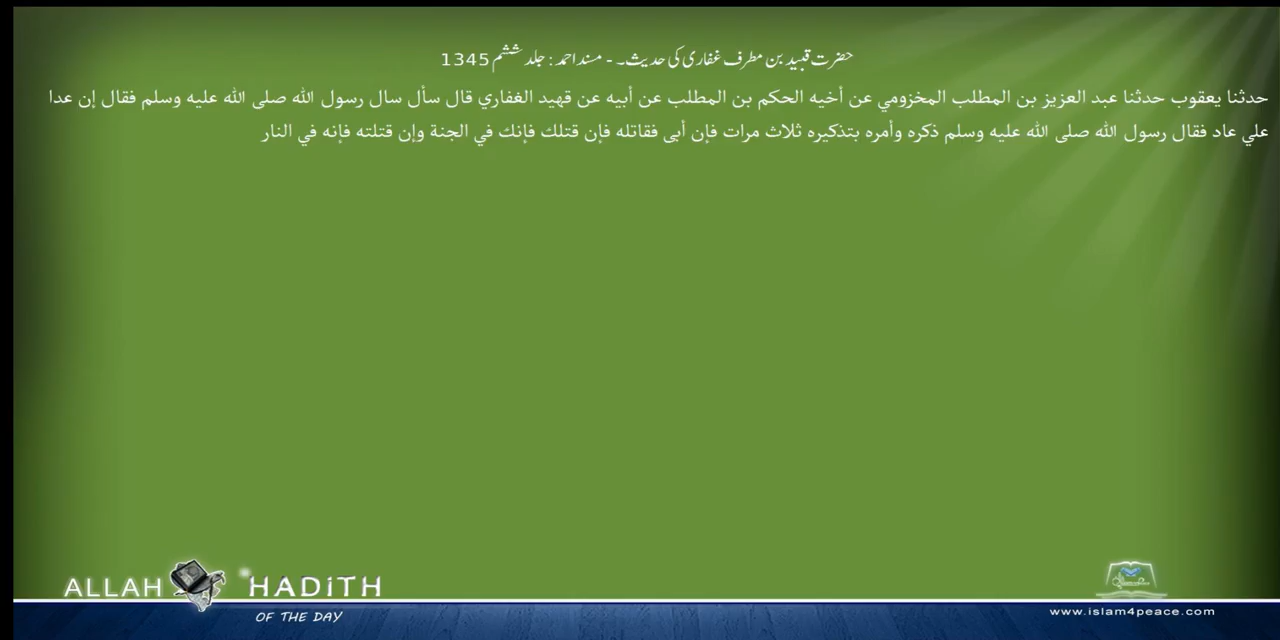 حضرت قہید بن مطرف غفاری کی حدیث۔ - مسند احمد : جلد ششم 1345
حدثنا يعقوب حدثنا عبد العزيز بن المطلب المخزومي عن أخيه الحكم بن المطلب عن أبيه عن قهيد الغفاري قال سأل سال رسول الله صلى الله عليه وسلم فقال إن عدا
علي عاد فقال رسول الله صلى الله عليه وسلم ذكره وأمره بتذكيره ثلاث مرات فإن أبى فقاتله فإن قتلك فإنك في الجنة وإن قتلته فإنه في النار
ALLAH HADITH
OF THE DAY
www.islam4peace.com